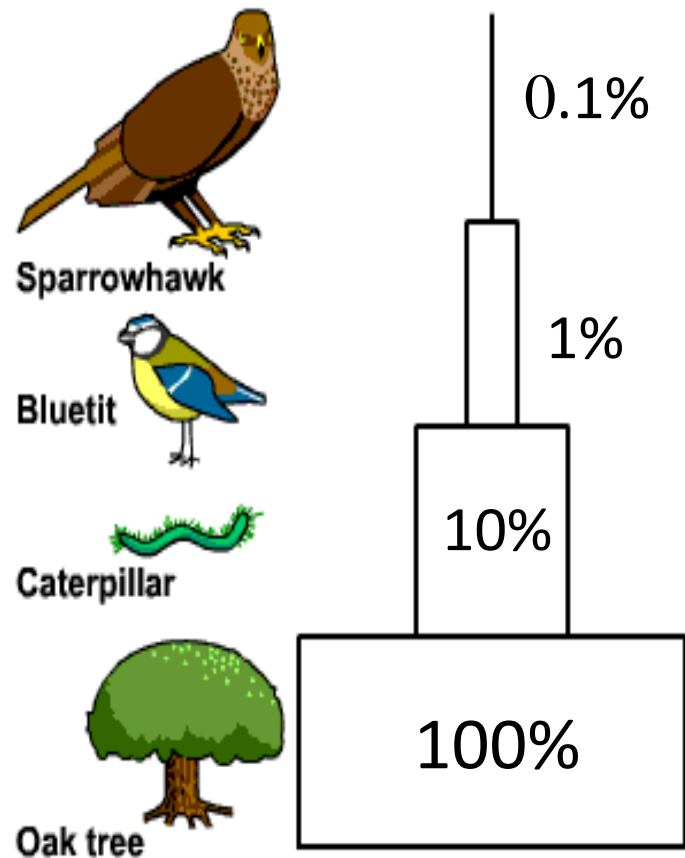 0.1%
Sparrowhawk
1%
Bluetit
10%
Caterpillar
100%
Oak tree